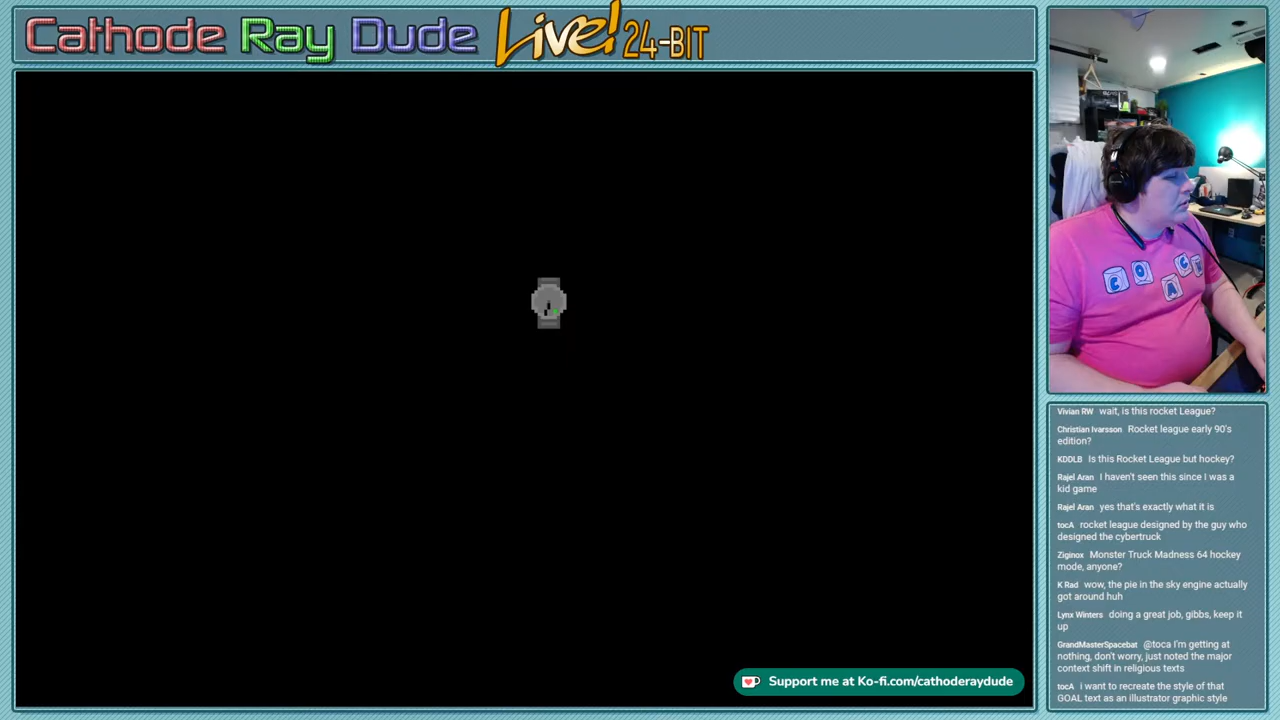 Cathode Ray Dude Live! 24-BIT
COGCAT
Vivian RW wait, is this rocket League?
Christian Ivarsson Rocket league early 90's
edition?
KDDLB Is this Rocket League but hockey?
Rajel Aran I haven't seen this since I was a
kid game
Rajel Aran yes that's exactly what it is
tocA rocket league designed by the guy who
designed the cybertruck
Ziginox Monster Truck Madness 64 hockey
mode, anyone?
K Rad wow, the pie in the sky engine actually
got around huh
Lynx Winters doing a great job, gibbs, keep it
up
GrandMasterSpacebat @toca I'm getting at
nothing, don't worry, just noted the major
context shift in religious texts
tocA i want to recreate the style of that
GOAL text as an illustrator graphic style
Support me at Ko-fi.com/cathoderaydude